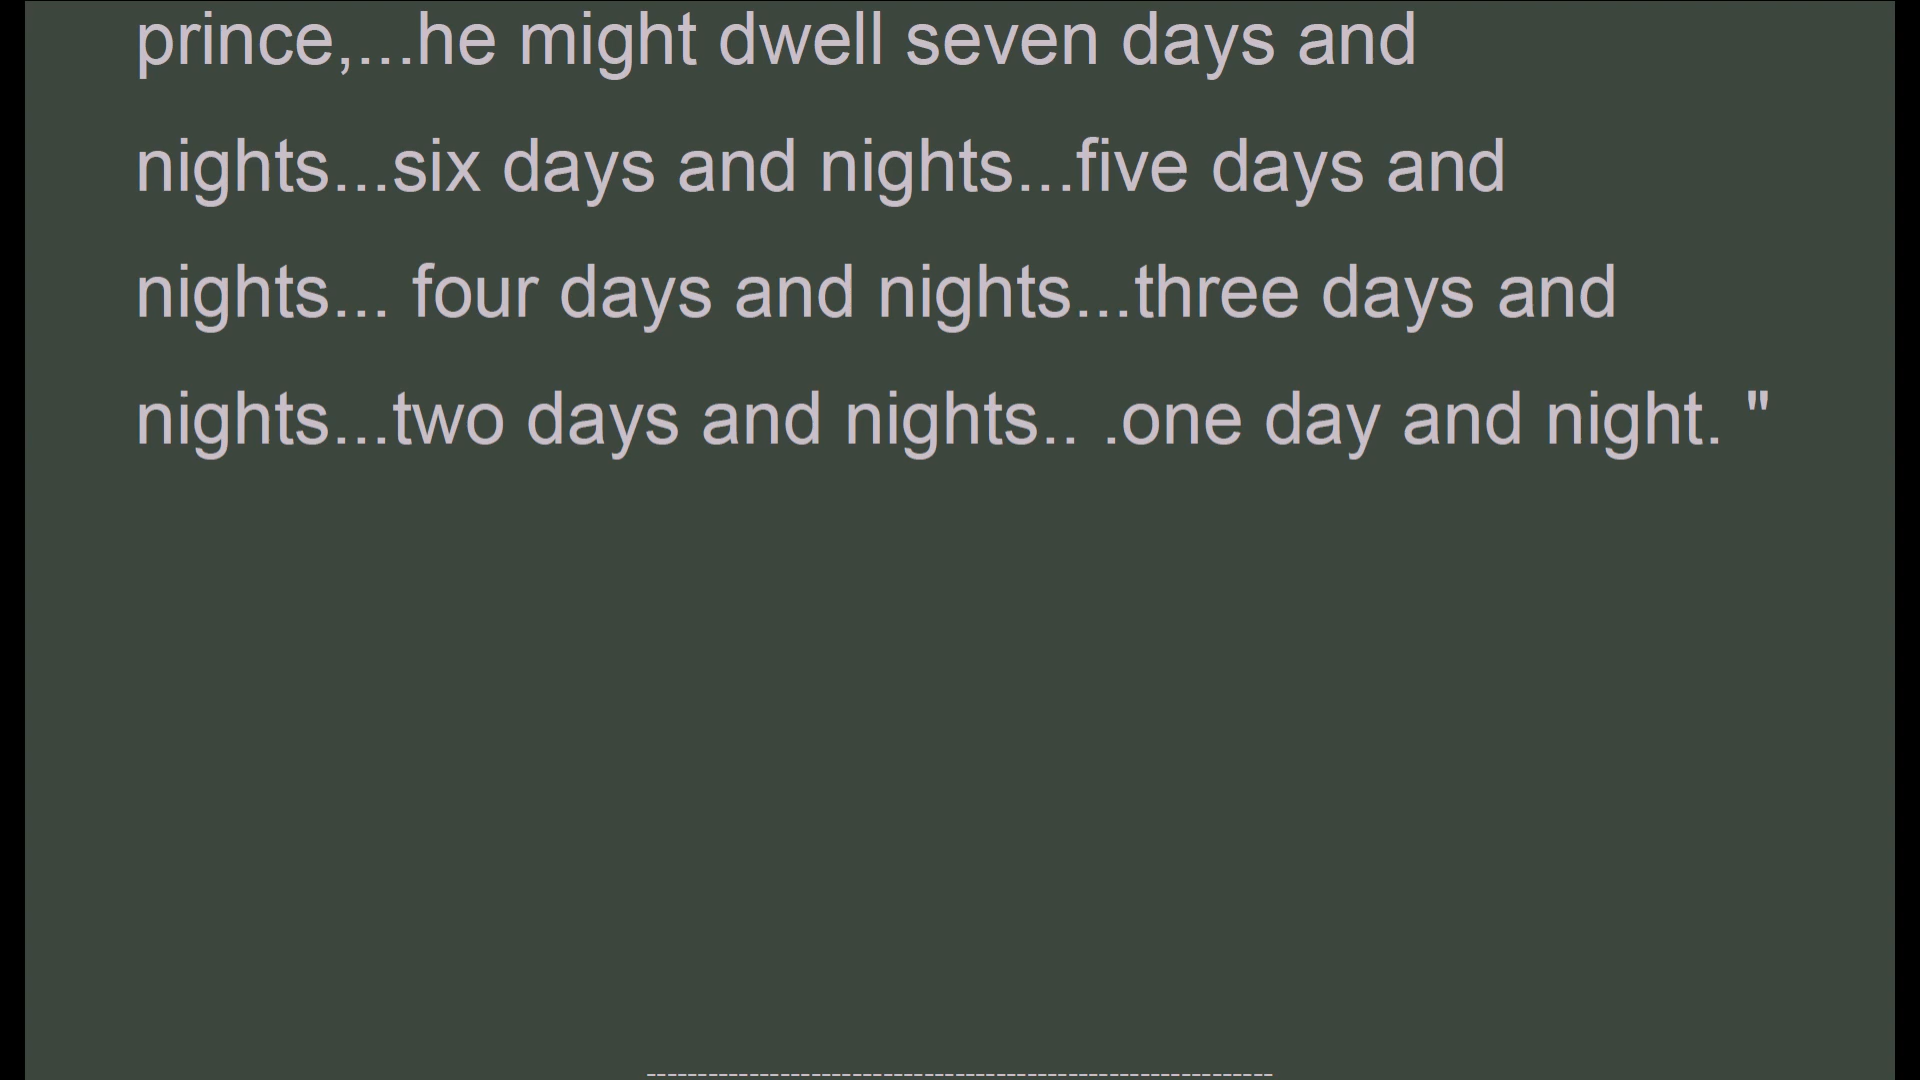 prince,...he might dwell seven days and
nights...six days and nights...five days and
nights... four days and nights...three days and
nights...two days and nights.. .one day and night. "